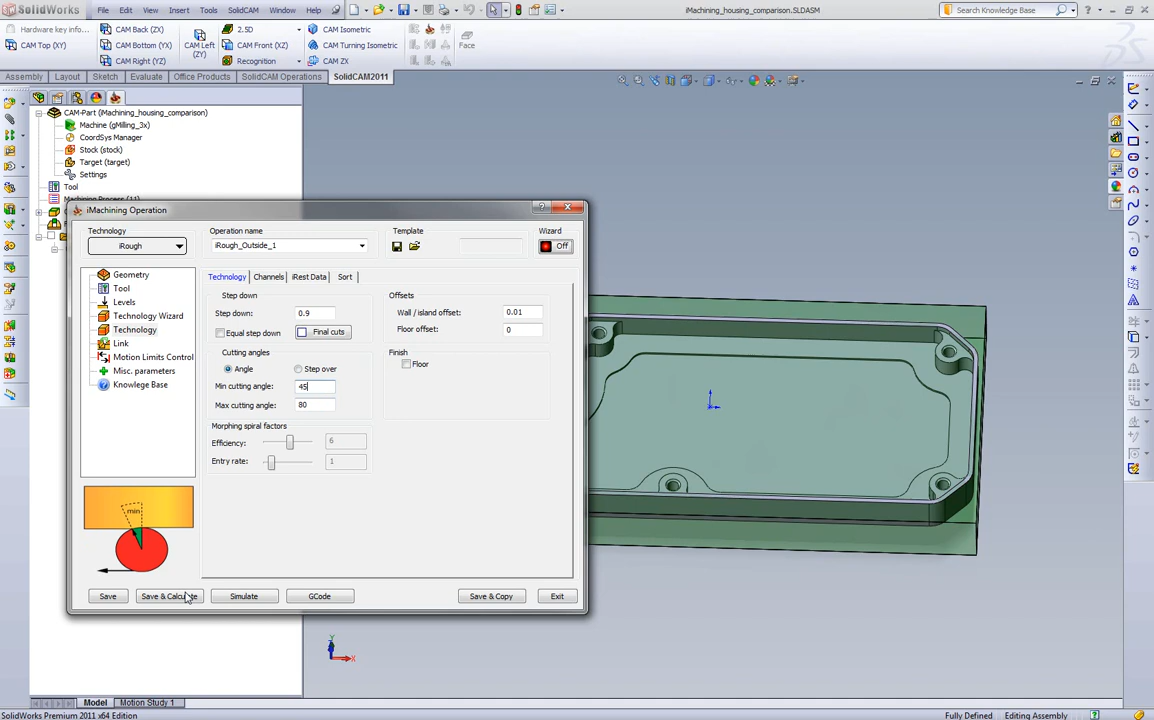 SolidWorks
File Edit View Insert Tools SolidCAM Window Help
iMachining_housing_comparison.SLDASM
Search Knowledge Base
Hardware key info...
CAM Top (XY)
CAM Back (ZX)
CAM Bottom (YX)
CAM Right (YZ)
CAM Left (ZY)
2.5D
CAM Front (XZ)
Recognition
CAM Isometric
CAM Turning Isometric
CAM ZX
Face
Assembly Layout Sketch Evaluate Office Products SolidCAM Operations SolidCAM2011
CAM-Part (iMachining_housing_comparison)
Machine (gMilling_3x)
CoordSys Manager
Stock (stock)
Target (target)
Settings
Tool
Machining Process (11)
iMachining Operation
Technology
iRough
Operation name
iRough_Outside_1
Template
Wizard
Off
Geometry
Tool
Levels
Technology Wizard
Technology
Link
Motion Limits Control
Misc. parameters
Knowlege Base
Technology Channels iRest Data Sort
Step down
Step down: 0.9
Equal step down Final cuts
Cutting angles
Angle Step over
Min cutting angle: 45
Max cutting angle: 80
Morphing spiral factors
Efficiency: 6
Entry rate: 1
Offsets
Wall / island offset: 0.01
Floor offset: 0
Finish
Floor
min
Save Save & Calculate Simulate GCode Save & Copy Exit
Y
X
Model Motion Study 1
SolidWorks Premium 2011 x64 Edition
Fully Defined Editing Assembly